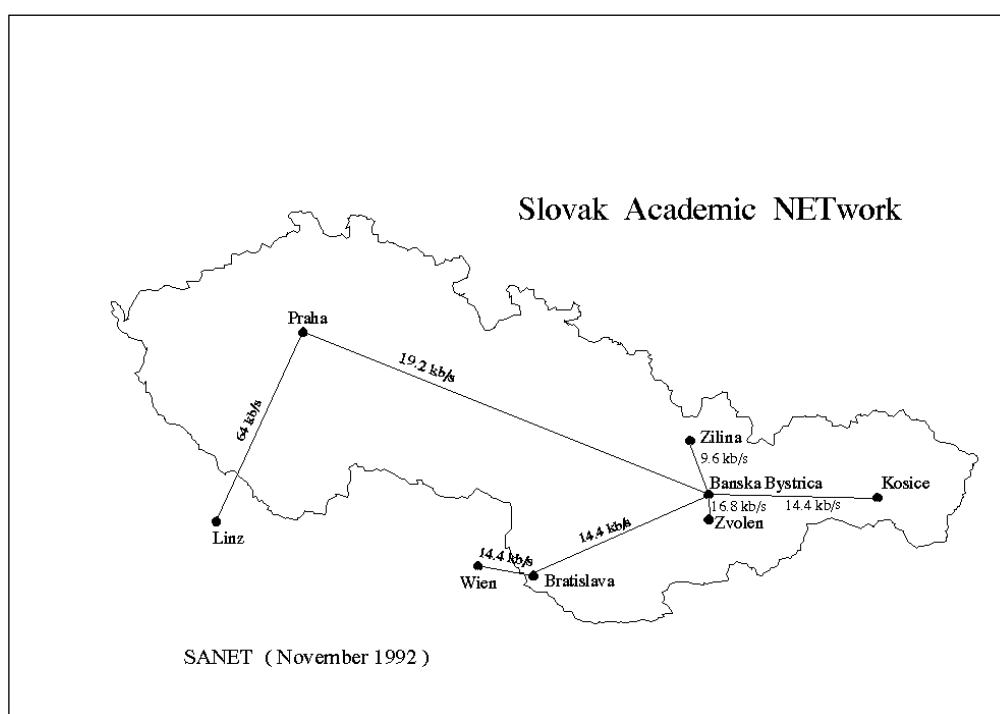 Slovak Academic NETwork
Praha
19.2 kb/s
64 kb/s
Zilina
9.6 kb/s
Banska Bystrica
Kosice
16.8 kb/s
14.4 kb/s
Zvolen
14.4 kb/s
Linz
14.4 kb/s
Wien
Bratislava
SANET ( November 1992 )